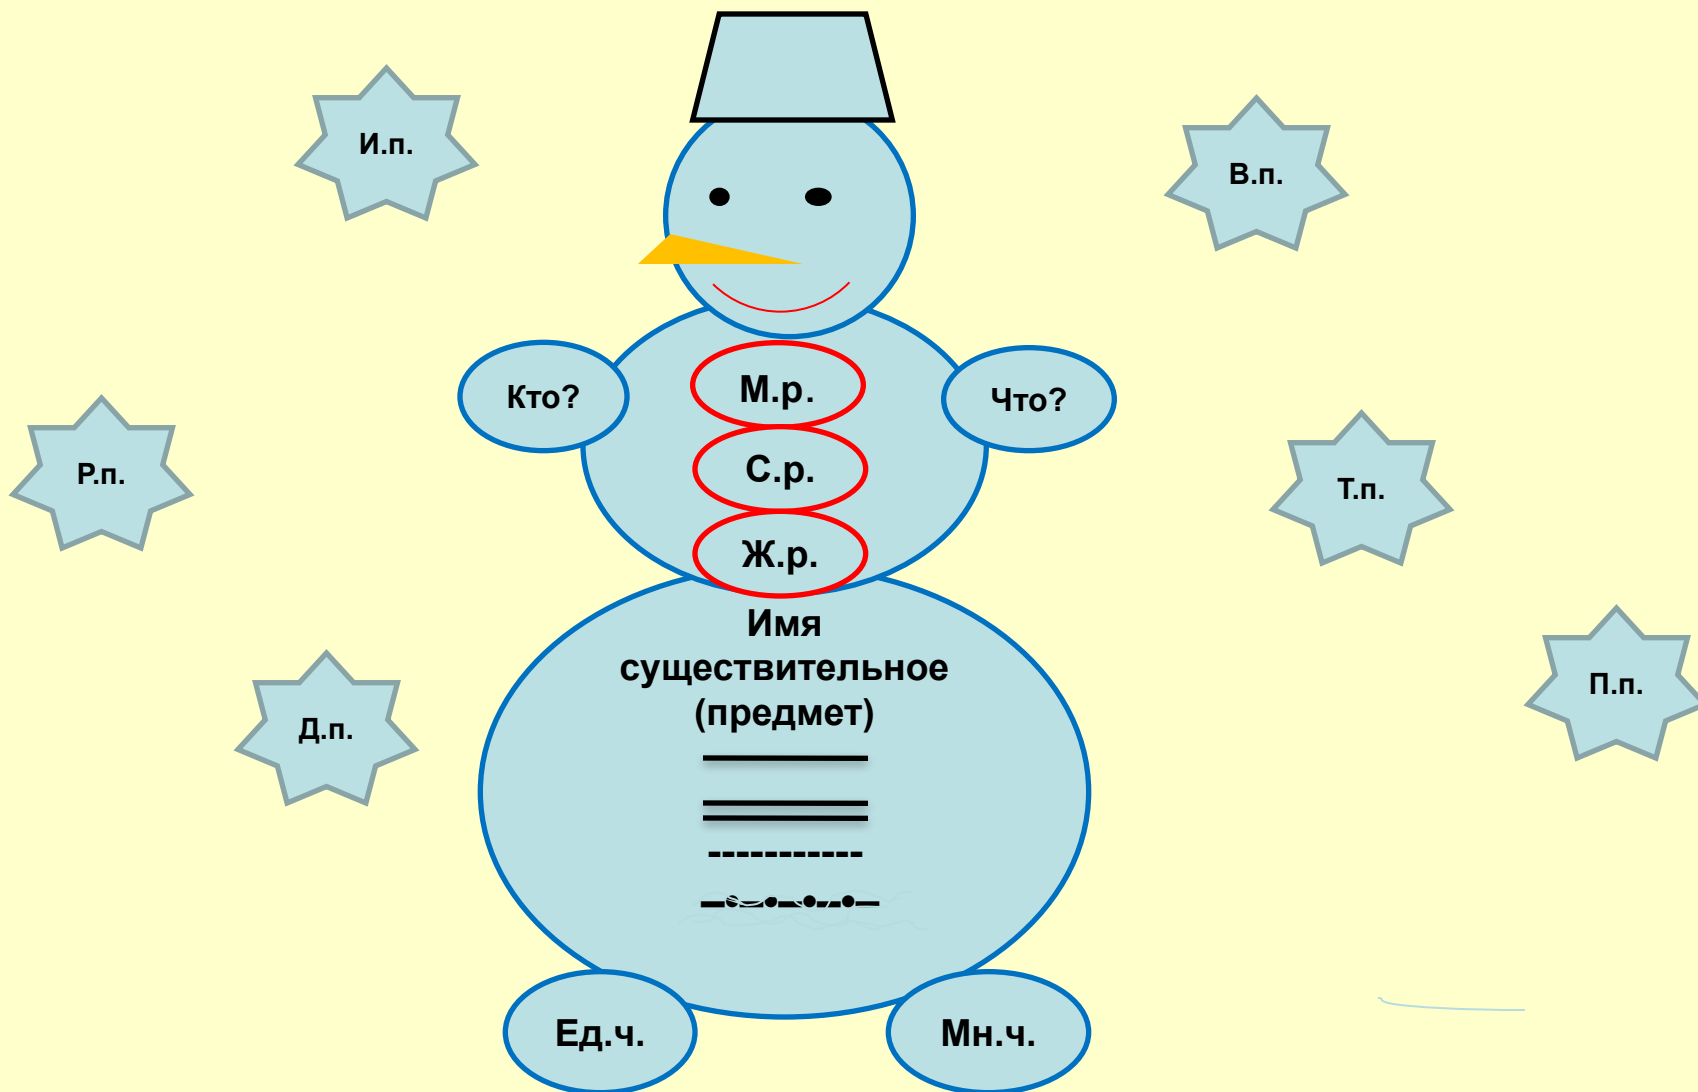 И.п.
В.п.
Кто?
М.р.
Что?
С.р.
Р.п.
Т.п.
Ж.р.
Имя
существительное
(предмет)
Д.п.
П.п.
Ед.ч.
Мн.ч.